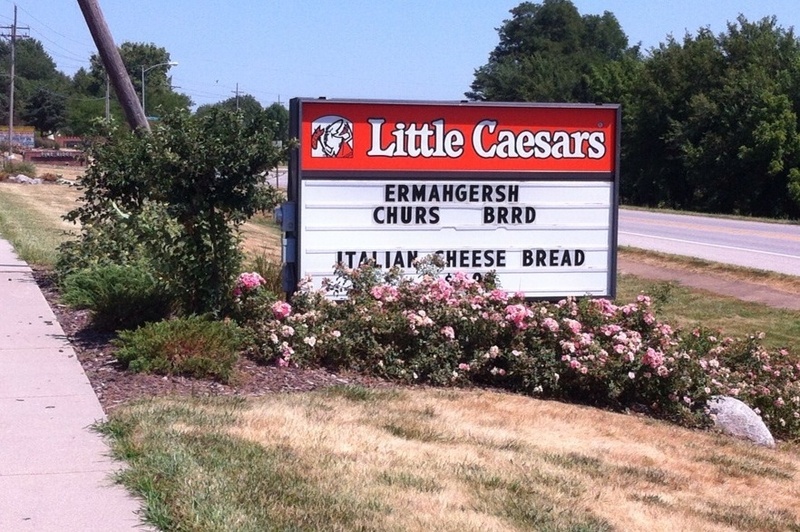 Little Caesars
ERMAHGERSH
CHURS BRRD
ITALIAN CHEESE BREAD